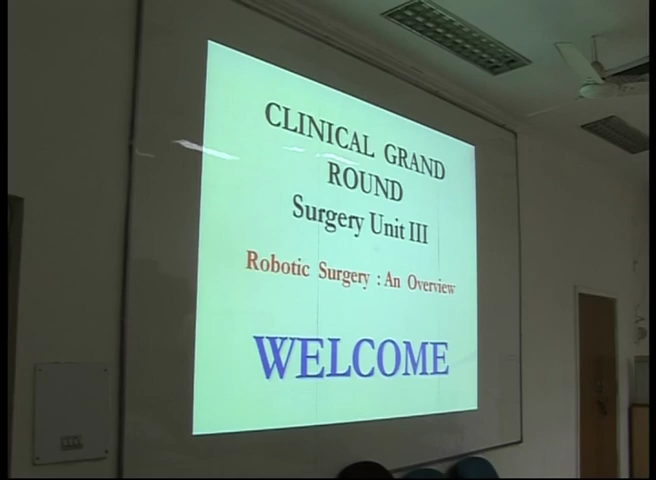 CLINICAL GRAND
ROUND
Surgery Unit III
Robotic Surgery : An Overview
WELCOME